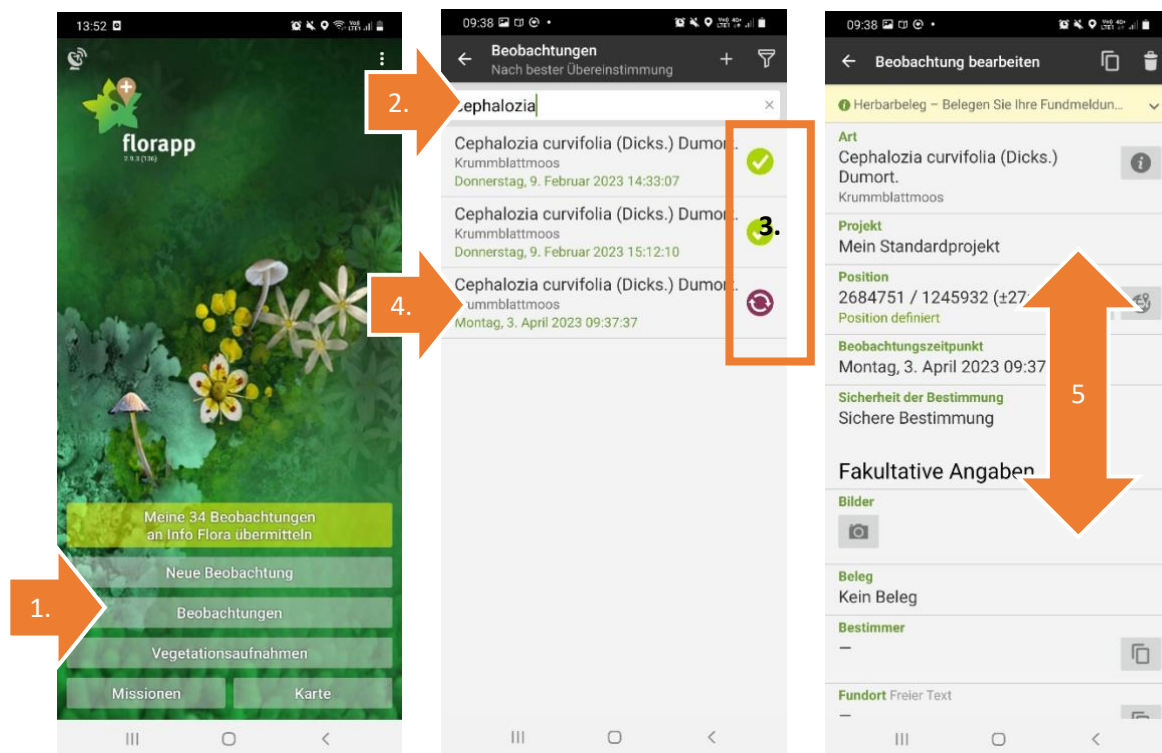 13:52
florapp
2.9.3 (136)
Meine 34 Beobachtungen
an Info Flora übermitteln
Neue Beobachtung
1.
Beobachtungen
Vegetationsaufnahmen
Missionen
Karte
09:38
Beobachtungen
Nach bester Übereinstimmung
2.
Cephalozia
Cephalozia curvifolia (Dicks.) Dumort.
Krummblattmoos
Donnerstag, 9. Februar 2023 14:33:07
Cephalozia curvifolia (Dicks.) Dumort.
Krummblattmoos
Donnerstag, 9. Februar 2023 15:12:10
3.
Cephalozia curvifolia (Dicks.) Dumort.
4.
Krummblattmoos
Montag, 3. April 2023 09:37:37
09:38
Beobachtung bearbeiten
Herbarbeleg – Belegen Sie Ihre Fundmeldun...
Art
Cephalozia curvifolia (Dicks.)
Dumort.
Krummblattmoos
Projekt
Mein Standardprojekt
Position
2684751 / 1245932 (±27
Position definiert
Beobachtungszeitpunkt
Montag, 3. April 2023 09:37
Sicherheit der Bestimmung
Sichere Bestimmung
5
Fakultative Angaben
Bilder
Beleg
Kein Beleg
Bestimmer
–
Fundort Freier Text
–